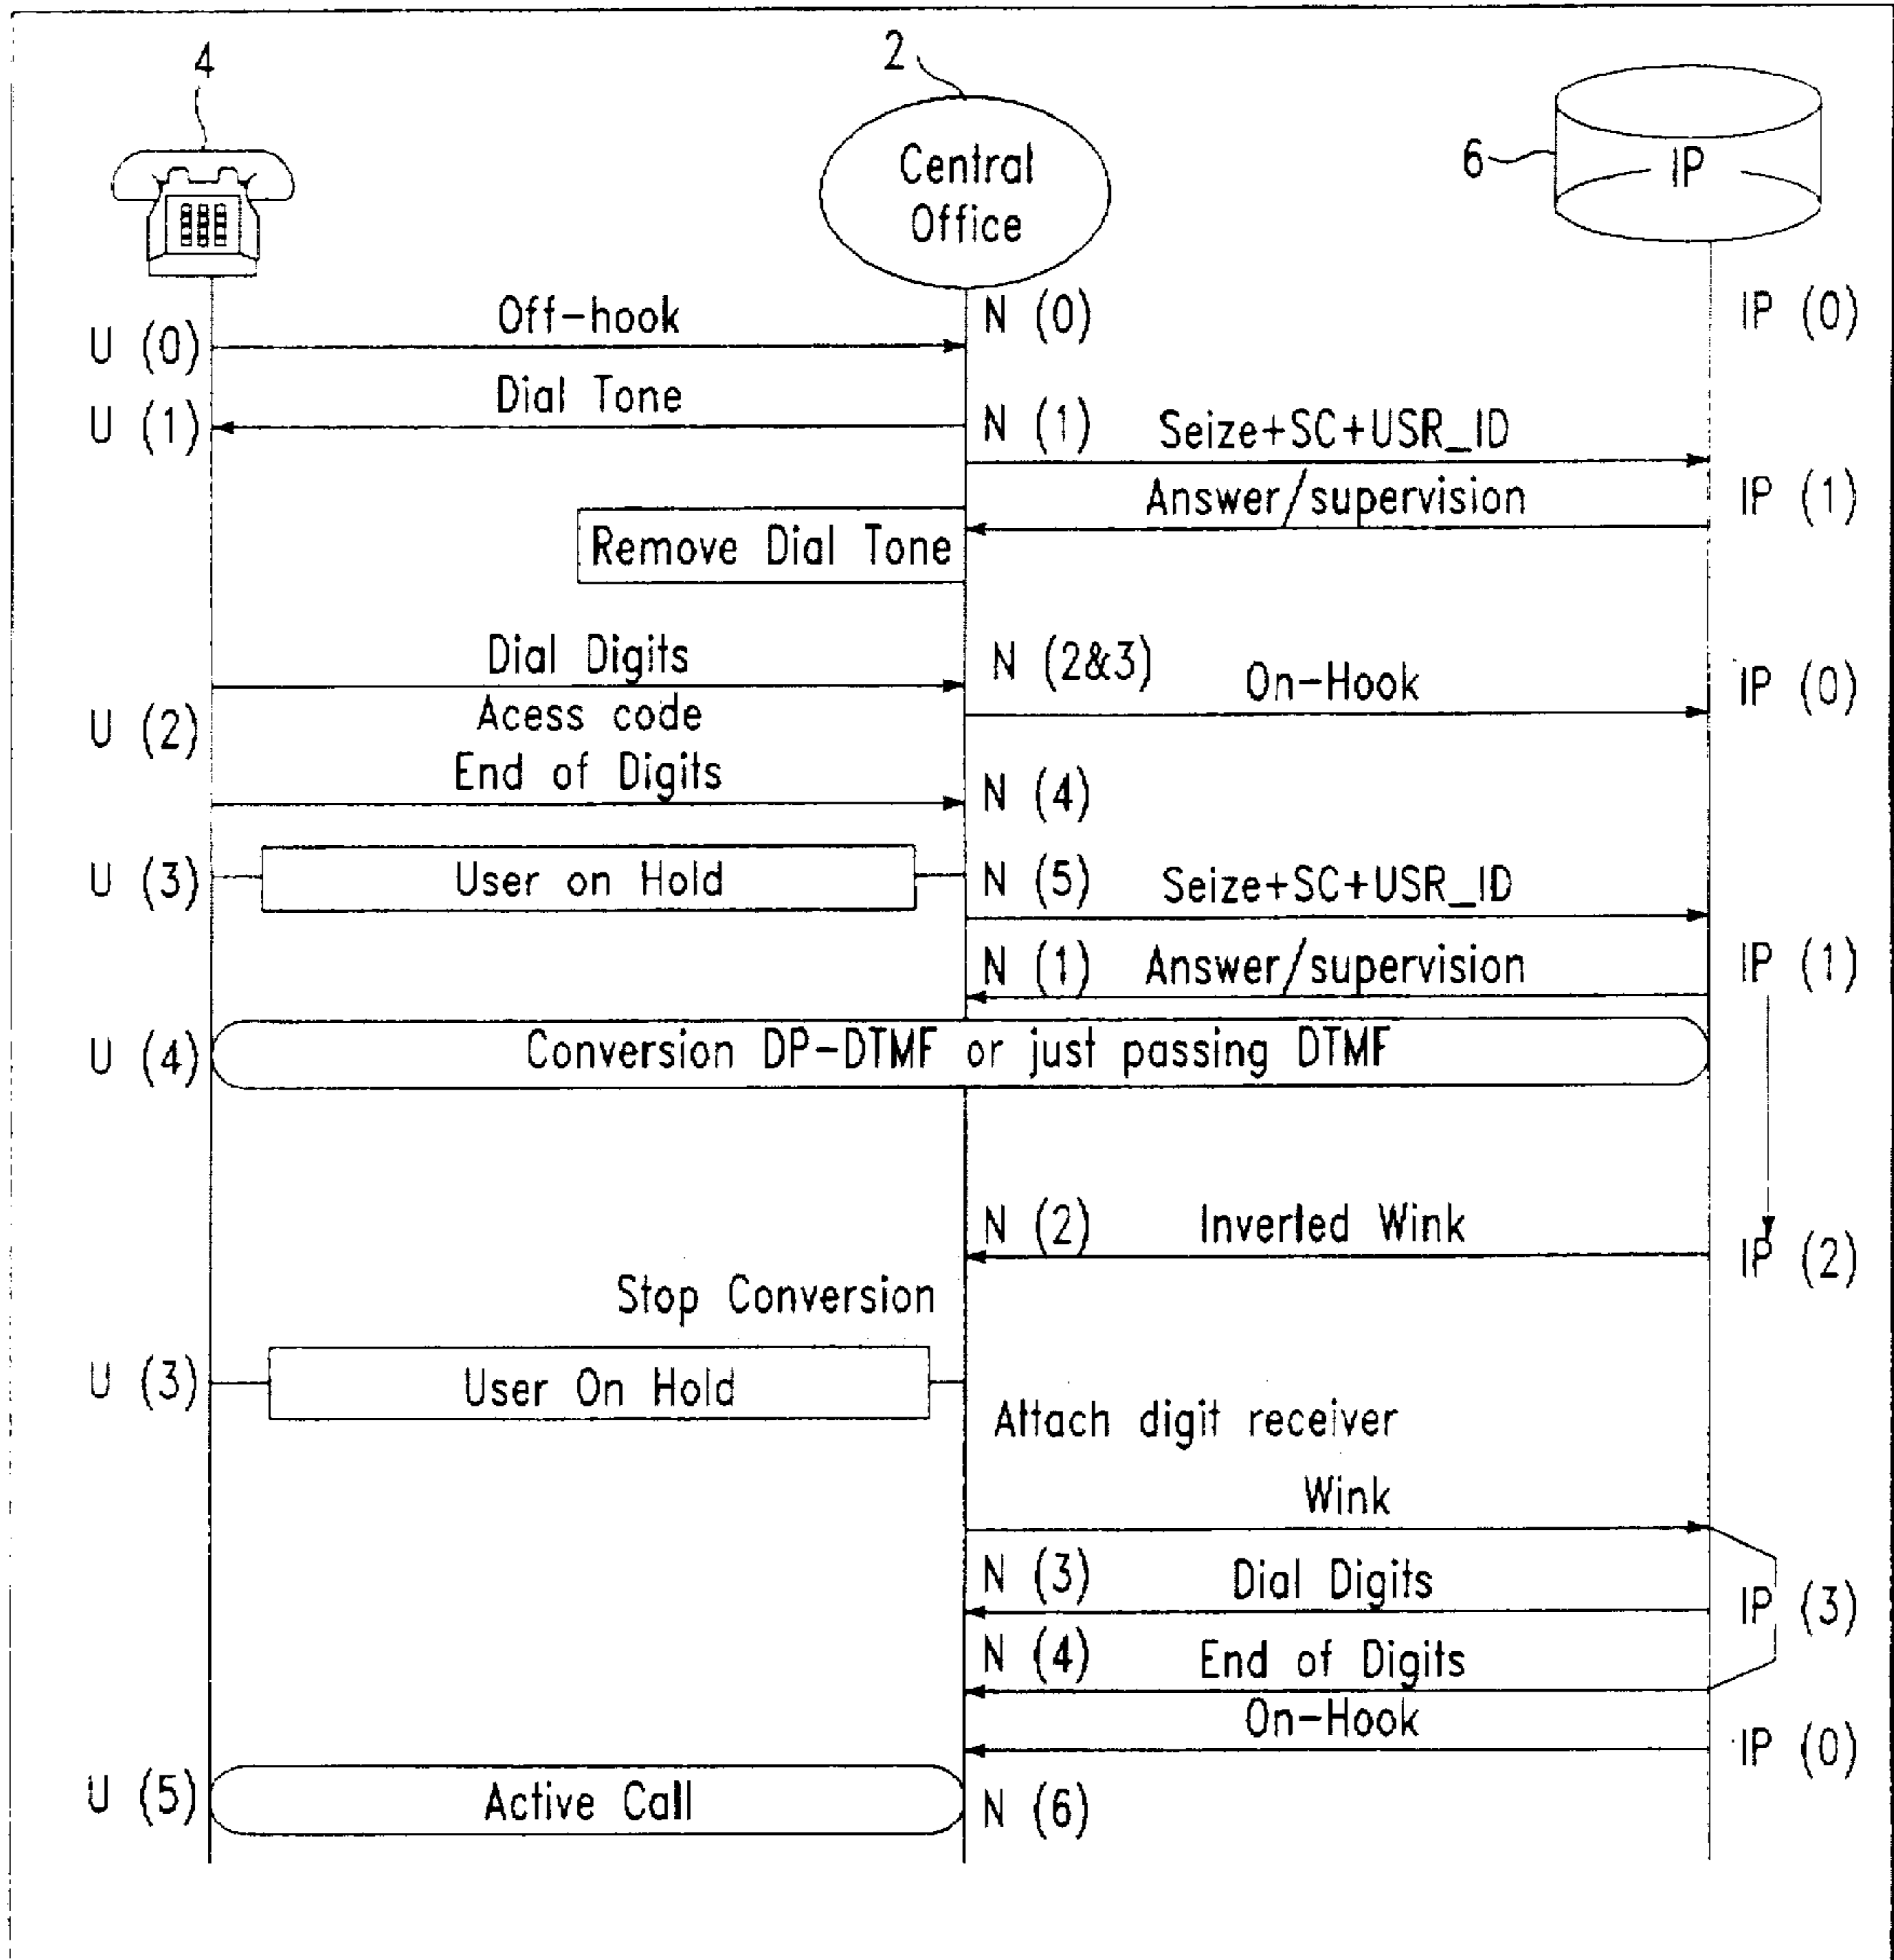 4
2
Central
Office
6
IP
Off-hook
N (0)
IP (0)
U (0)
Dial Tone
U (1)
N (1)
Seize+SC+USR_ID
Answer/supervision
IP (1)
Remove Dial Tone
Dial Digits
N (2&3)
On-Hook
IP (0)
U (2)
Acess code
End of Digits
N (4)
U (3)
User on Hold
N (5)
Seize+SC+USR_ID
N (1)
Answer/supervision
IP (1)
U (4)
Conversion DP-DTMF or just passing DTMF
N (2)
Inverted Wink
IP (2)
Stop Conversion
U (3)
User On Hold
Attach digit receiver
Wink
N (3)
Dial Digits
IP (3)
N (4)
End of Digits
On-Hook
IP (0)
U (5)
Active Call
N (6)